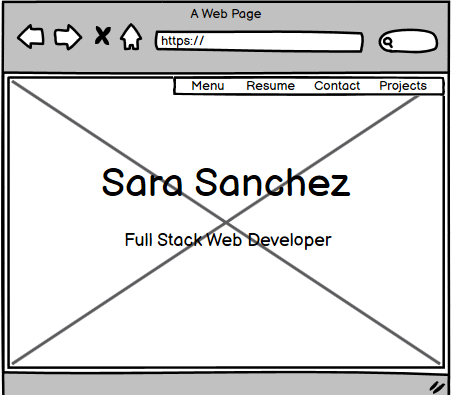 A Web Page
https://
Menu Resume Contact Projects
Sara Sanchez
Full Stack Web Developer